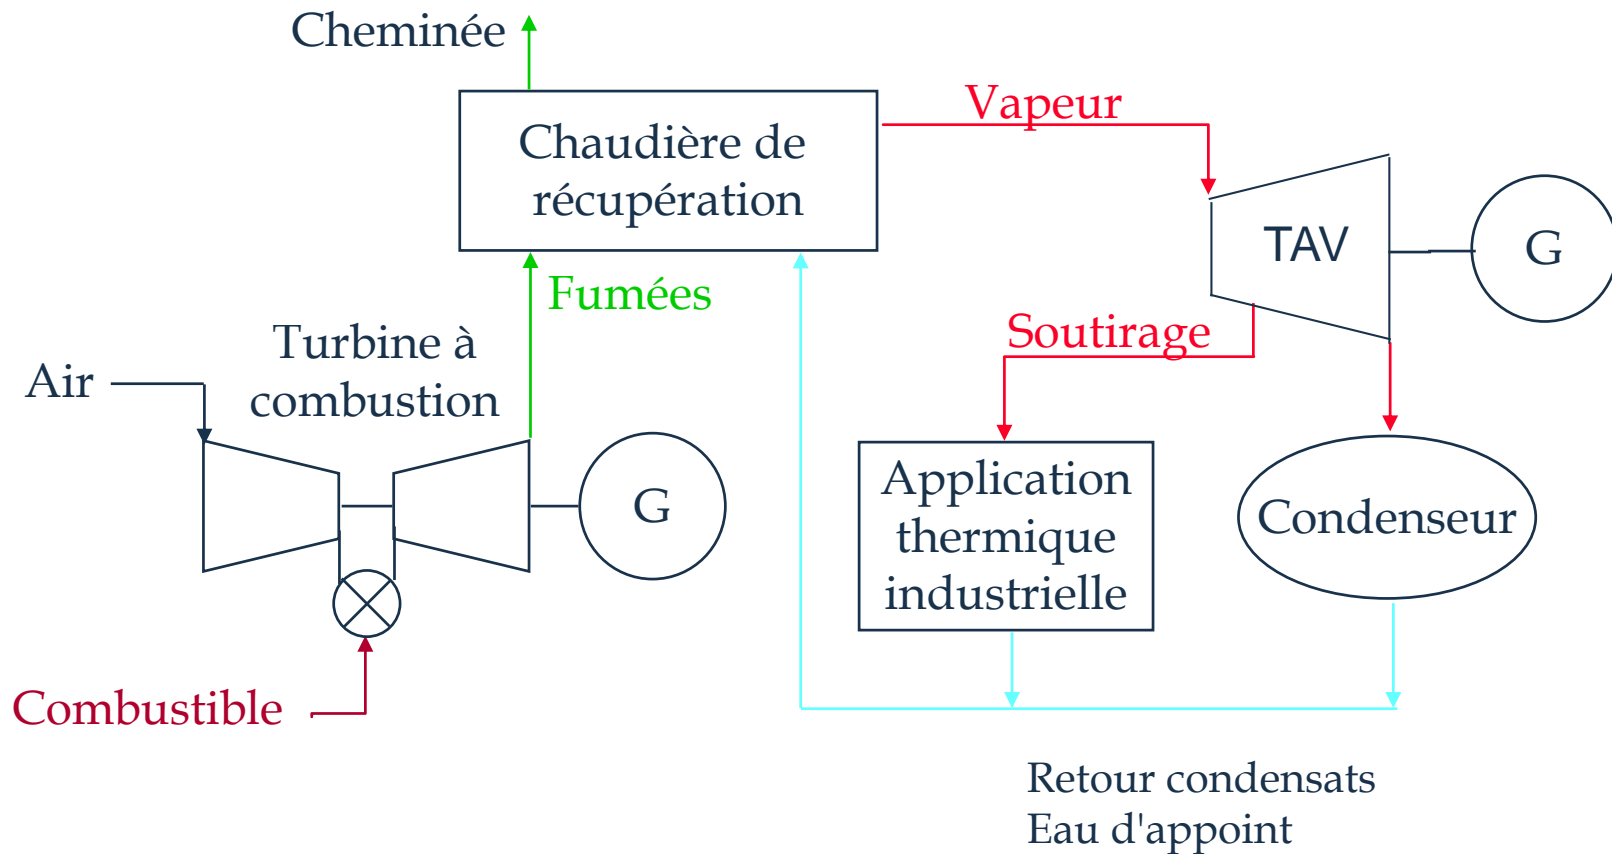 Cheminée
Vapeur
Chaudière de
récupération
TAV
G
Fumées
Soutirage
Turbine à
combustion
Air
G
Application
thermique
industrielle
Condenseur
Combustible
Retour condensats
Eau d'appoint